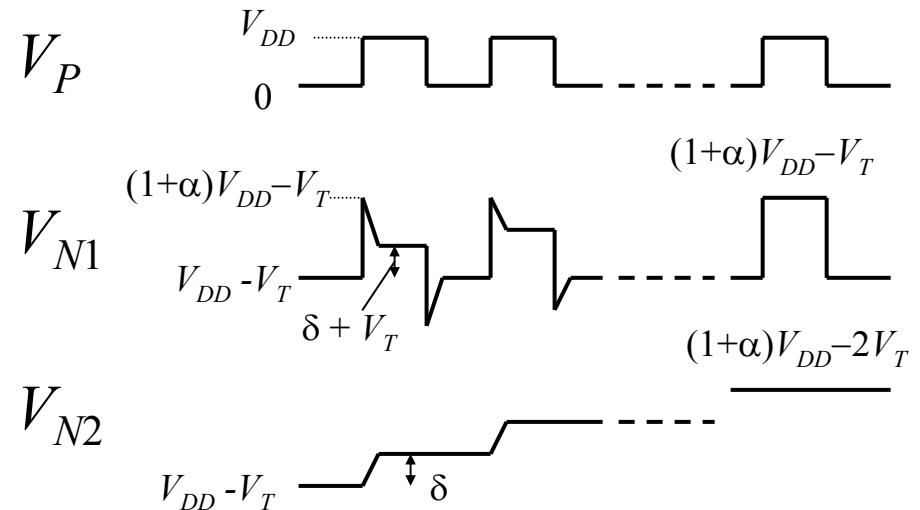 V_DD
V_P
0
(1+α)V_DD–V_T
(1+α)V_DD–V_T
V_N1
V_DD -V_T
δ + V_T
(1+α)V_DD–2V_T
V_N2
V_DD -V_T
δ